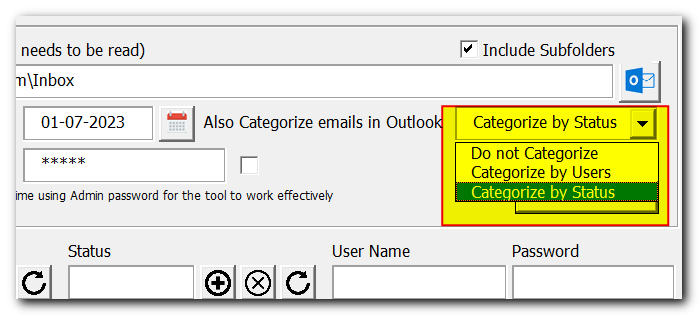 needs to be read)
Include Subfolders
m\Inbox
01-07-2023
Also Categorize emails in Outlook
Categorize by Status
*****
Do not Categorize
Categorize by Users
Categorize by Status
ime using Admin password for the tool to work effectively
Status
User Name
Password